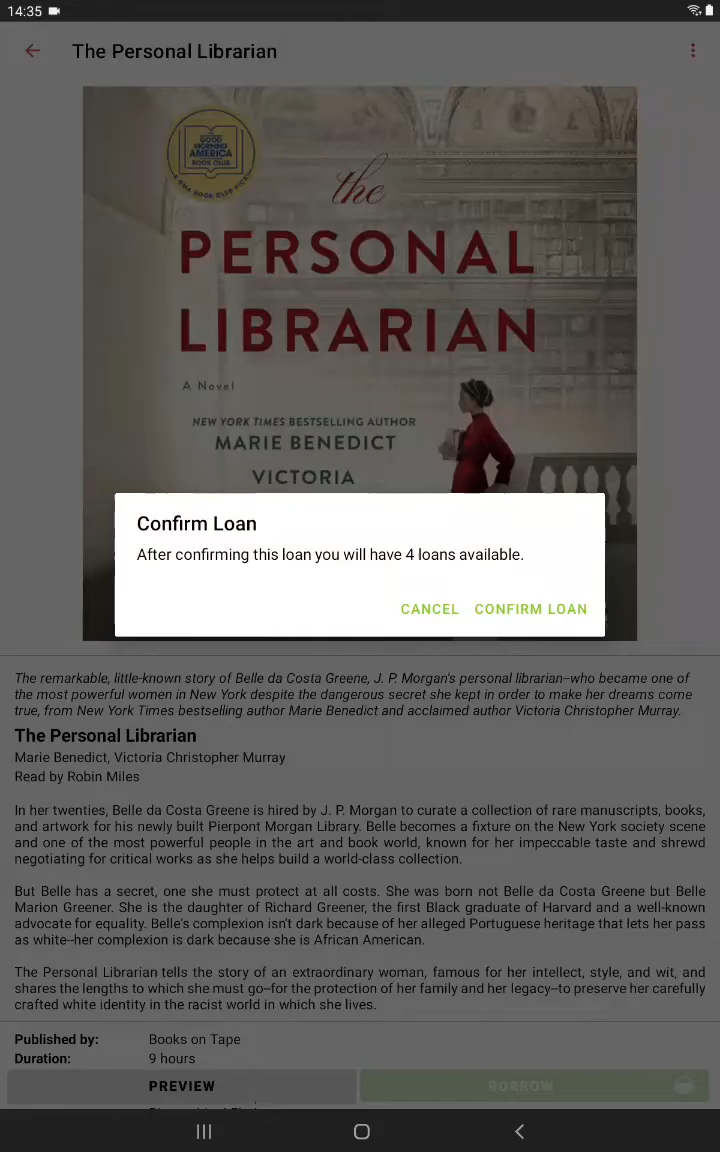 14:35
The Personal Librarian
GOOD
MORNING
AMERICA
BOOK CLUB
A GMA BOOK CLUB PICK
the
PERSONAL
LIBRARIAN
A Novel
NEW YORK TIMES BESTSELLING AUTHOR
MARIE BENEDICT
VICTORIA
Confirm Loan
After confirming this loan you will have 4 loans available.
CANCEL CONFIRM LOAN
The remarkable, little-known story of Belle da Costa Greene, J. P. Morgan's personal librarian–who became one of
the most powerful women in New York despite the dangerous secret she kept in order to make her dreams come
true, from New York Times bestselling author Marie Benedict and acclaimed author Victoria Christopher Murray.
The Personal Librarian
Marie Benedict, Victoria Christopher Murray
Read by Robin Miles
In her twenties, Belle da Costa Greene is hired by J. P. Morgan to curate a collection of rare manuscripts, books,
and artwork for his newly built Pierpont Morgan Library. Belle becomes a fixture on the New York society scene
and one of the most powerful people in the art and book world, known for her impeccable taste and shrewd
negotiating for critical works as she helps build a world-class collection.
But Belle has a secret, one she must protect at all costs. She was born not Belle da Costa Greene but Belle
Marion Greener. She is the daughter of Richard Greener, the first Black graduate of Harvard and a well-known
advocate for equality. Belle's complexion isn't dark because of her alleged Portuguese heritage that lets her pass
as white–her complexion is dark because she is African American.
The Personal Librarian tells the story of an extraordinary woman, famous for her intellect, style, and wit, and
shares the lengths to which she must go–for the protection of her family and her legacy–to preserve her carefully
crafted white identity in the racist world in which she lives.
Published by: Books on Tape
Duration: 9 hours
PREVIEW BORROW